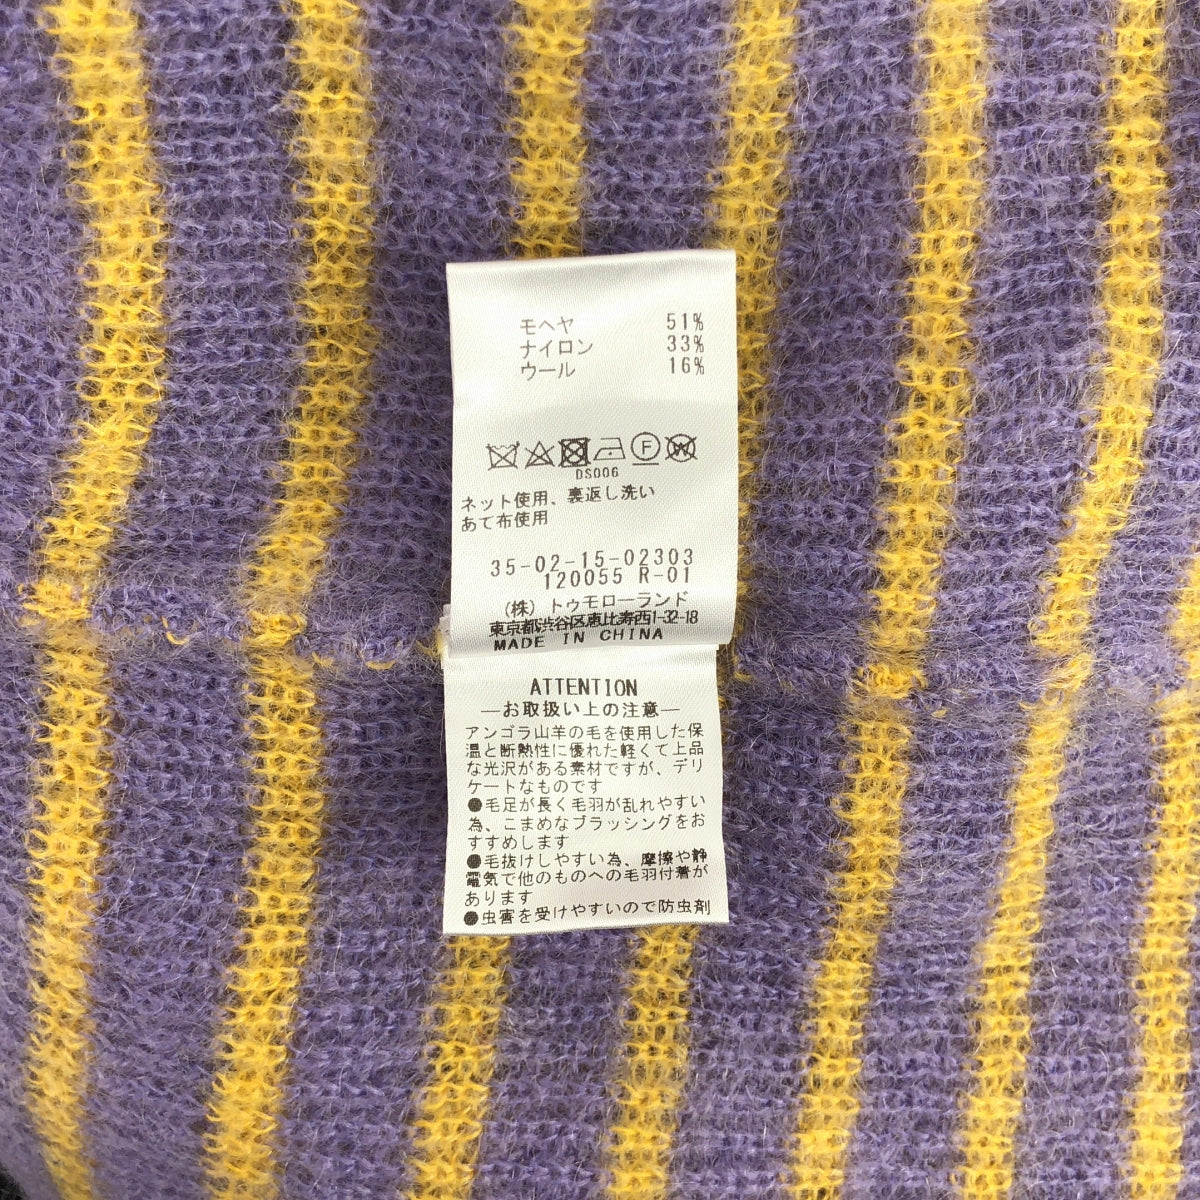 モヘヤ 51%
ナイロン 33%
ウール 16%
F
W
DS006
ネット使用、裏返し洗い
あて布使用
35-02-15-02303
120055 R-01
(株) トゥモローランド
東京都渋谷区恵比寿西1-32-18
MADE IN CHINA
ATTENTION
―お取扱い上の注意―
アンゴラ山羊の毛を使用した保
温と断熱性に優れた軽くて上品
な光沢がある素材ですが、デリ
ケートなものです
●毛足が長く毛羽が乱れやすい
為、こまめなブラッシングをお
すすめします
●毛抜けしやすい為、摩擦や静
電気で他のものへの毛羽付着が
あります
●虫害を受けやすいので防虫剤